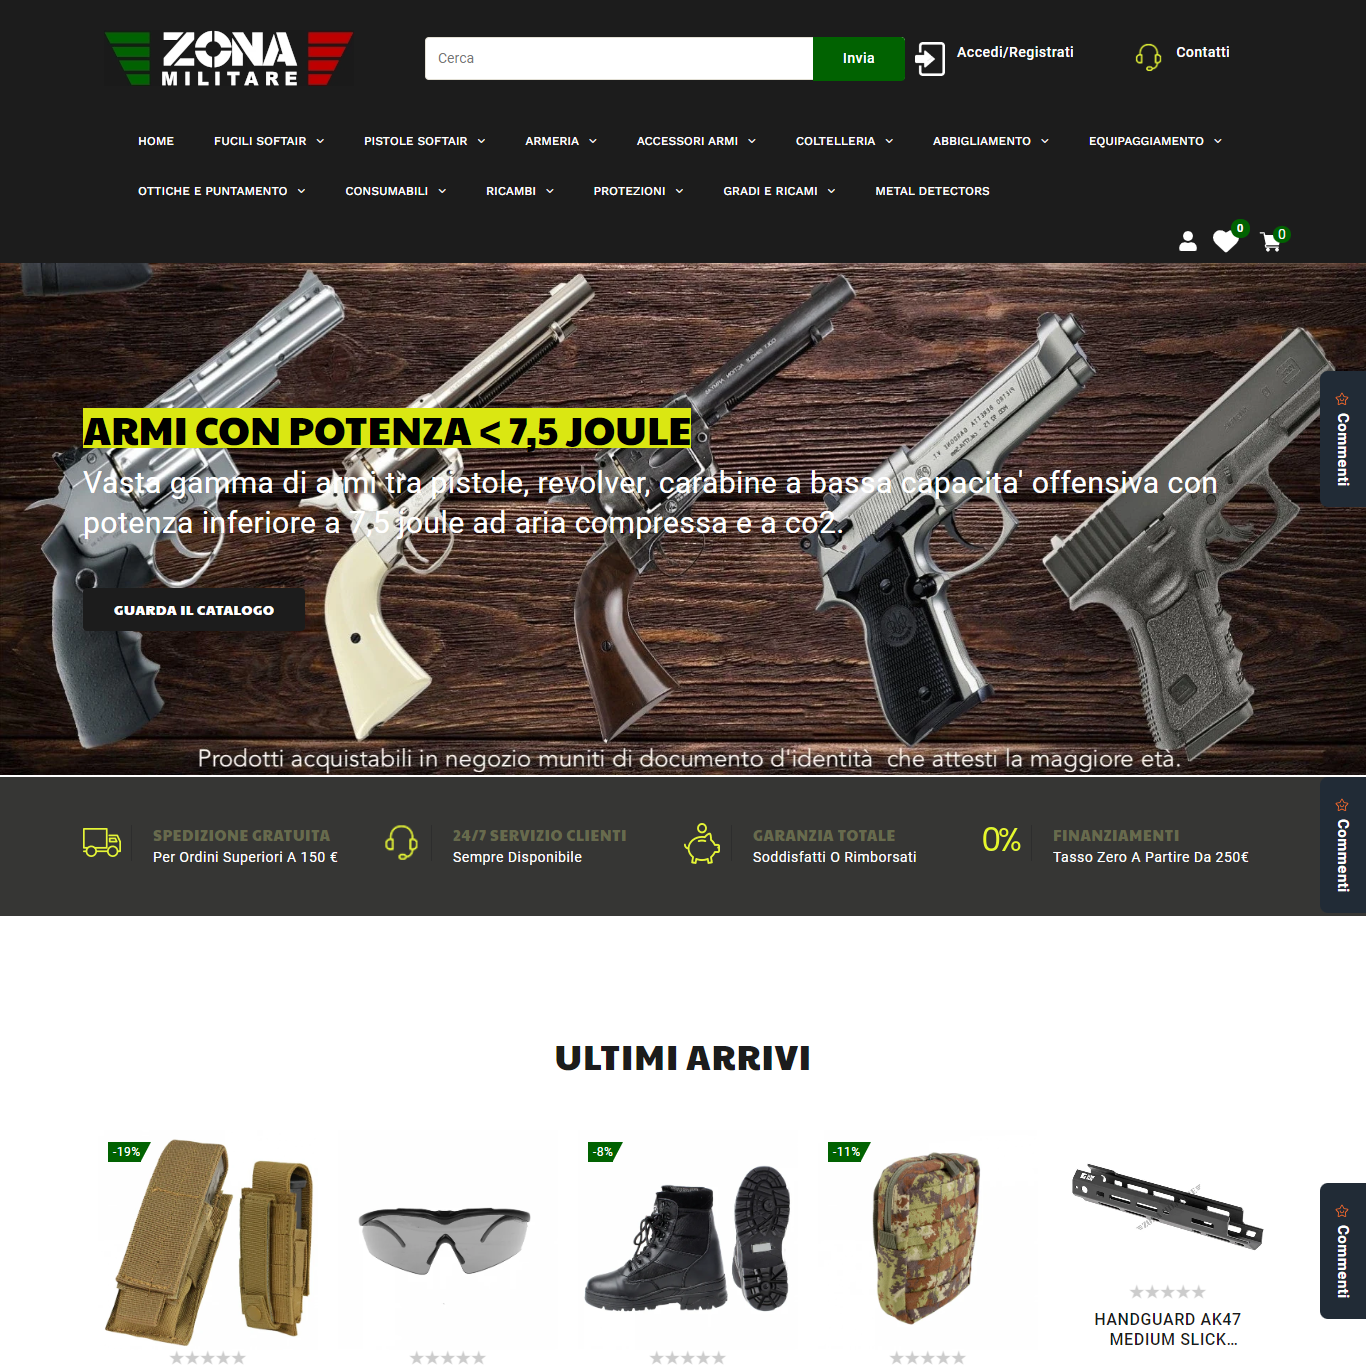 ZONA
MILITARE
Cerca
Invia
Accedi/Registrati
Contatti
HOME
FUCILI SOFTAIR
PISTOLE SOFTAIR
ARMERIA
ACCESSORI ARMI
COLTELLERIA
ABBIGLIAMENTO
EQUIPAGGIAMENTO
OTTICHE E PUNTAMENTO
CONSUMABILI
RICAMBI
PROTEZIONI
GRADI E RICAMI
METAL DETECTORS
0
0
ARMI CON POTENZA < 7,5 JOULE
Vasta gamma di armi tra pistole, revolver, carabine a bassa capacita' offensiva con
potenza inferiore a 7,5 joule ad aria compressa e a co2.
GUARDA IL CATALOGO
Prodotti acquistabili in negozio muniti di documento d'identità che attesti la maggiore età.
Commenti
SPEDIZIONE GRATUITA
Per Ordini Superiori A 150 €
24/7 SERVIZIO CLIENTI
Sempre Disponibile
GARANZIA TOTALE
Soddisfatti O Rimborsati
0%
FINANZIAMENTI
Tasso Zero A Partire Da 250€
Commenti
ULTIMI ARRIVI
-19%
-8%
-11%
HANDGUARD AK47
MEDIUM SLICK...
Commenti